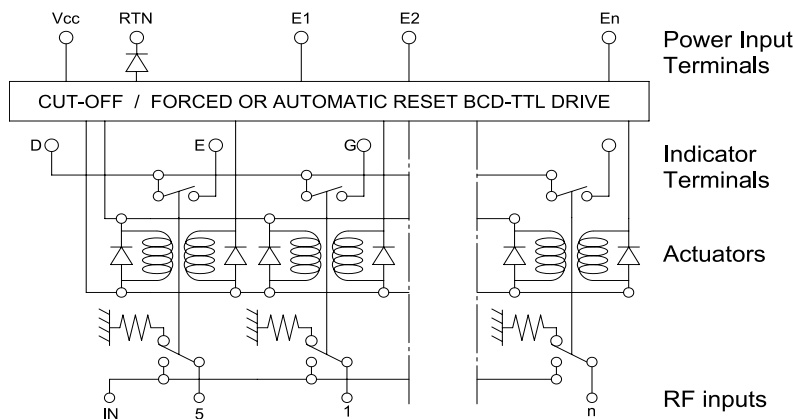 Vcc RTN E1 E2 En
Power Input
Terminals
CUT-OFF / FORCED OR AUTOMATIC RESET BCD-TTL DRIVE
D E G
Indicator
Terminals
Actuators
IN 5 1 n
RF inputs